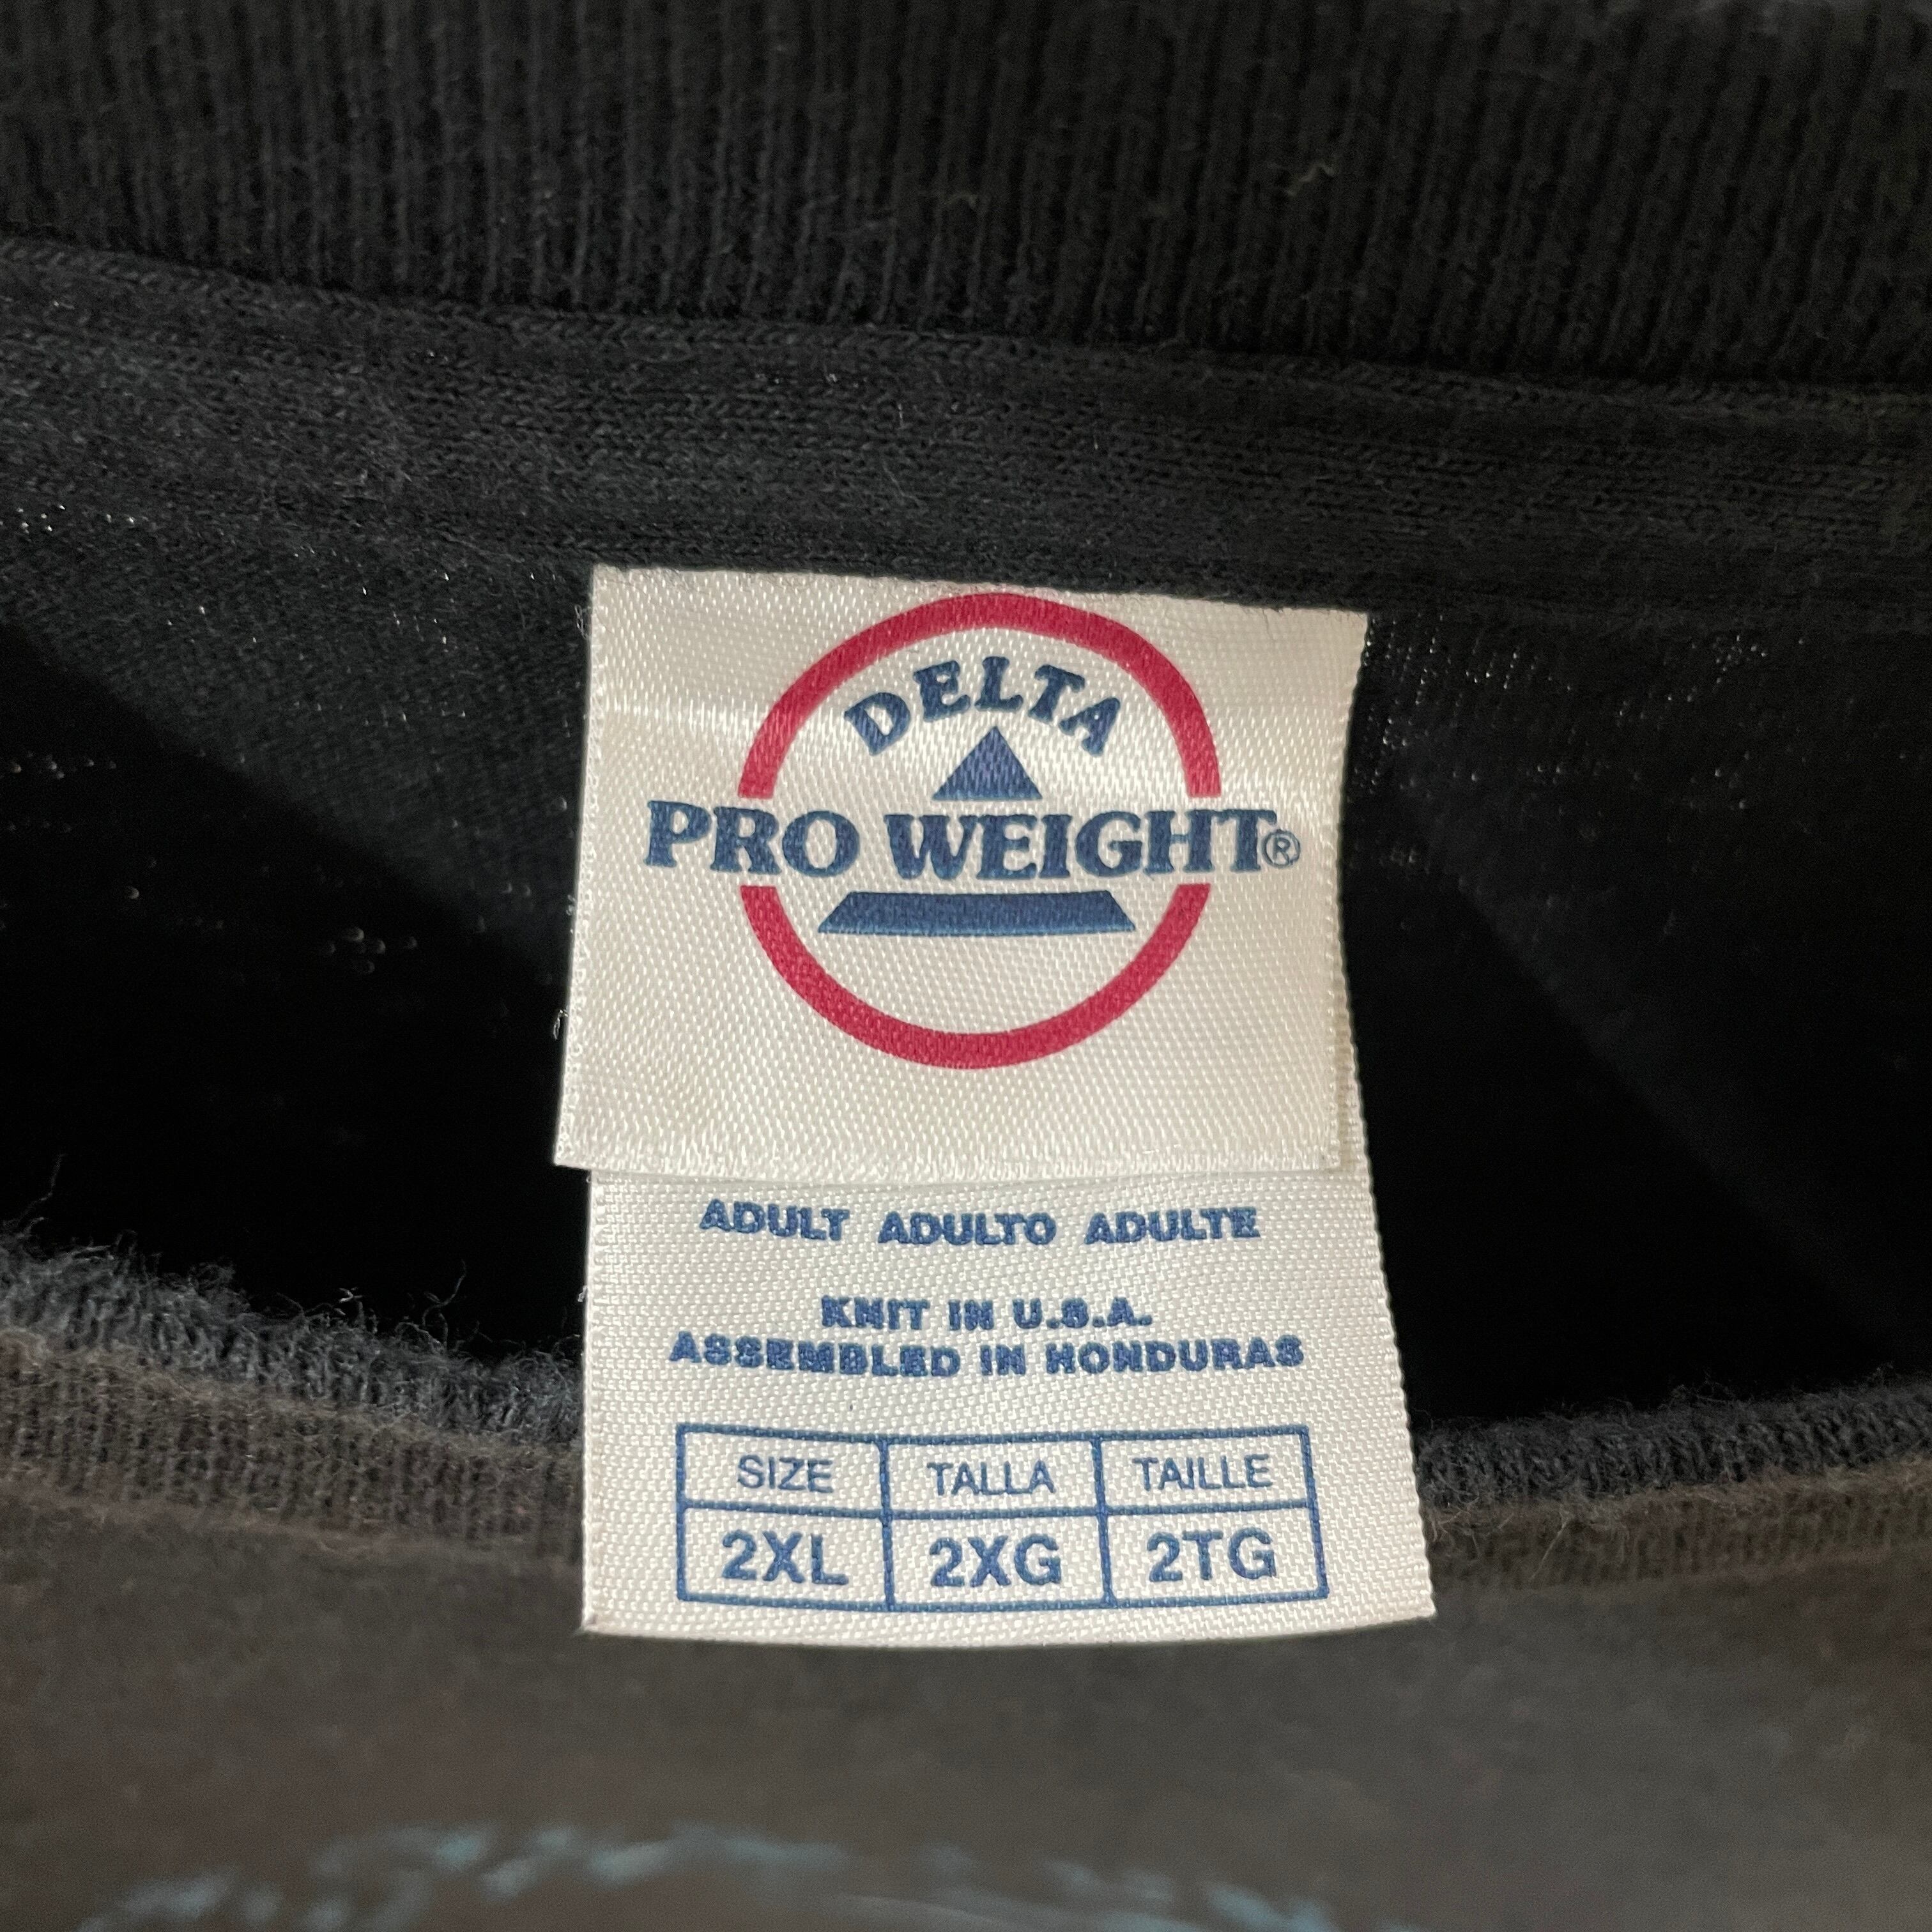 DELTA
PRO WEIGHT®
ADULT ADULTO ADULTE
KNIT IN U.S.A.
ASSEMBLED IN HONDURAS
SIZE TALLA TAILLE
2XL 2XG 2TG